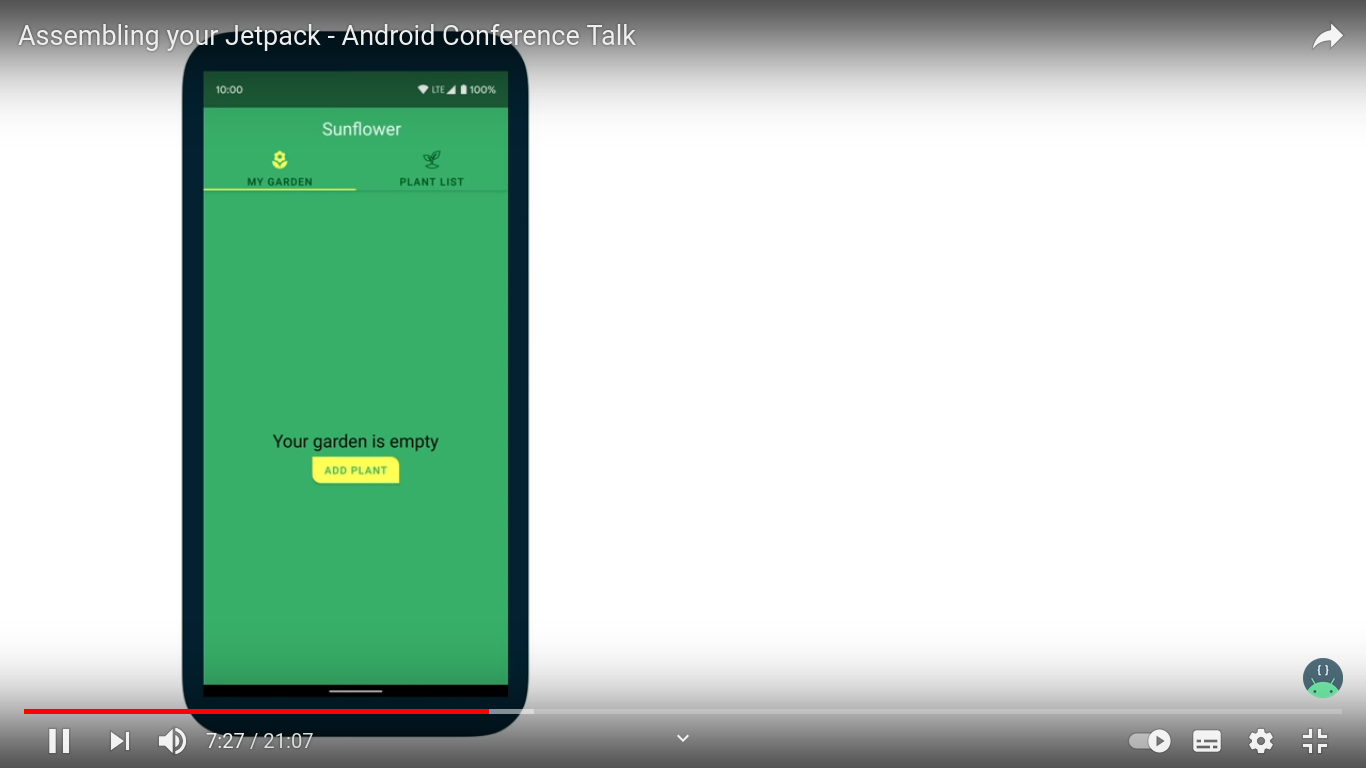 Assembling your Jetpack - Android Conference Talk
10:00 LTE 100%
Sunflower
MY GARDEN PLANT LIST
Your garden is empty
ADD PLANT
{ }
7:27 / 21:07